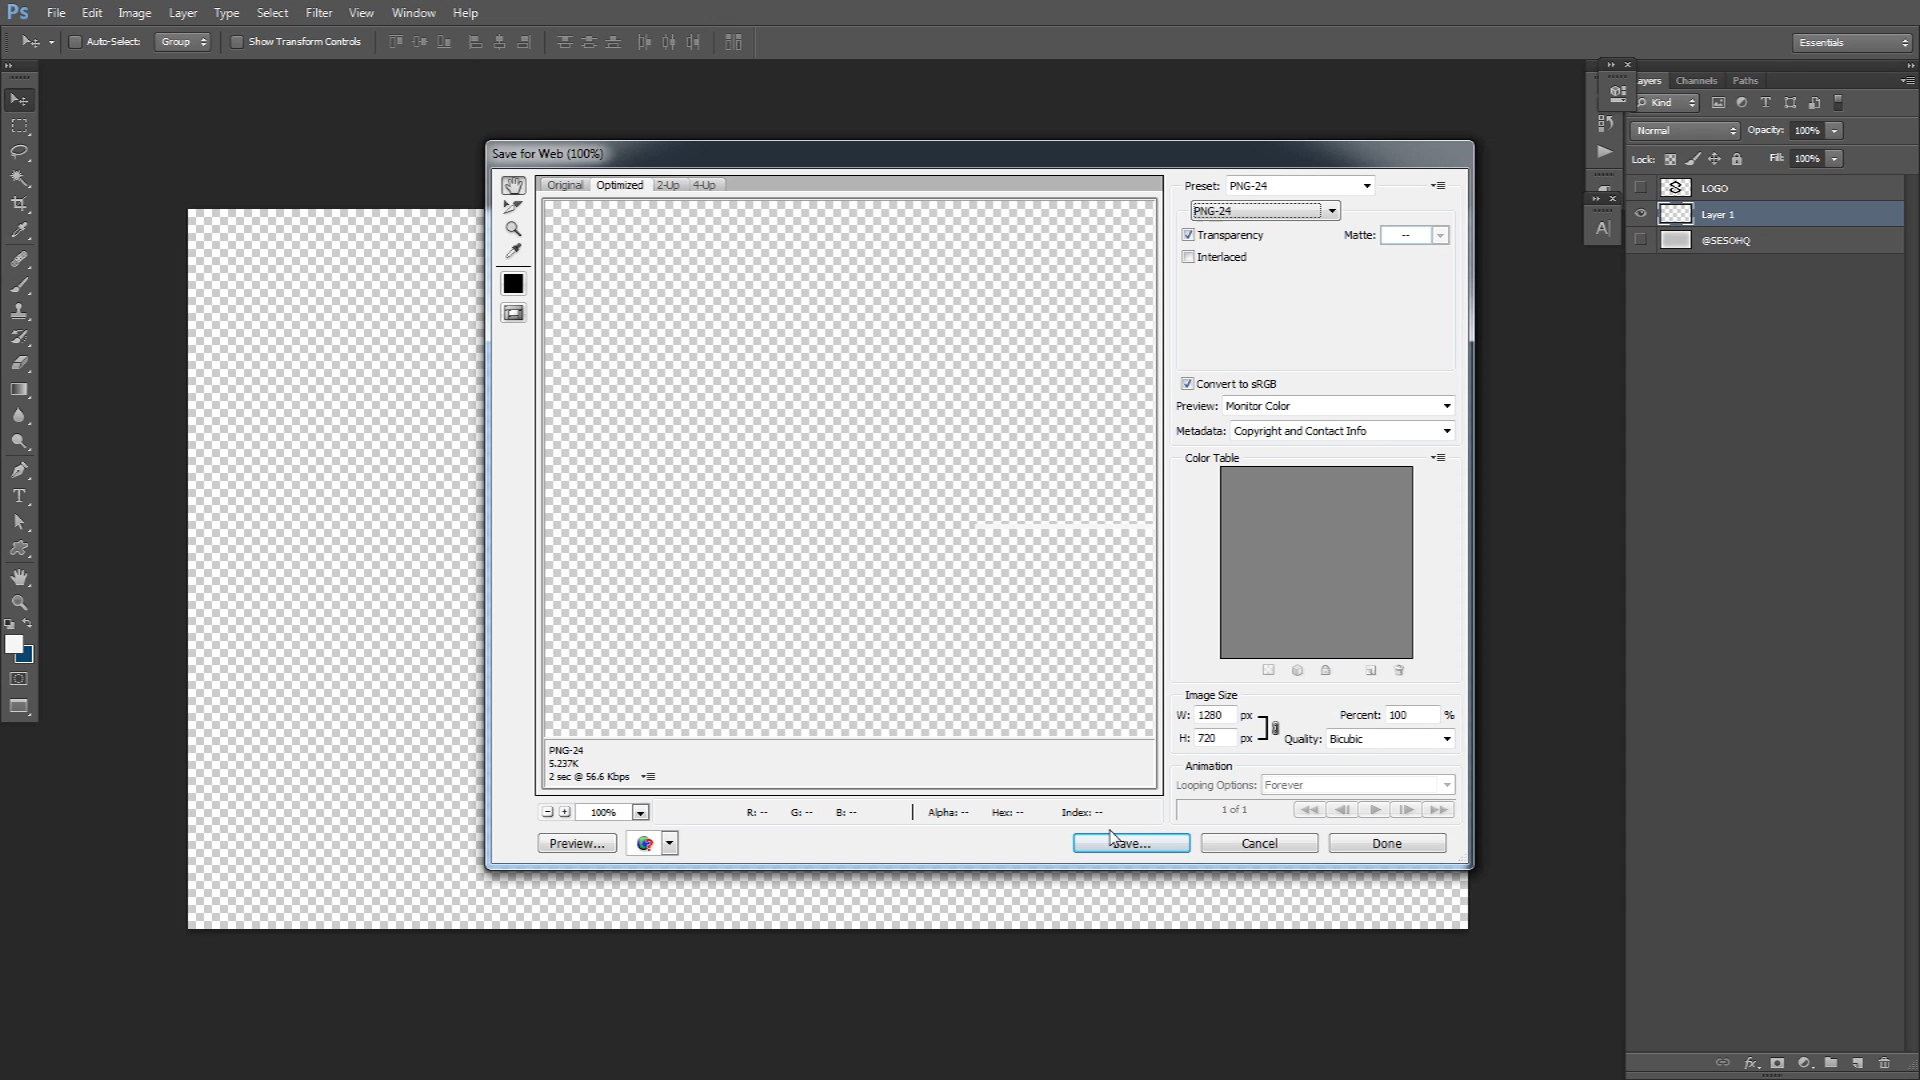 Ps File Edit Image Layer Type Select Filter View Window Help
Auto-Select: Group Show Transform Controls Essentials
Layers Channels Paths
Kind
Normal Opacity: 100%
Lock: Fill: 100%
LOGO
Layer 1
@SESOHQ
A
T
Save for Web (100%)
Original Optimized 2-Up 4-Up
Preset: PNG-24
PNG-24
Transparency Matte: --
Interlaced
Convert to sRGB
Preview: Monitor Color
Metadata: Copyright and Contact Info
Color Table
Image Size
W: 1280 px Percent: 100 %
H: 720 px Quality: Bicubic
Animation
Looping Options: Forever
1 of 1
PNG-24
5.237K
2 sec @ 56.6 Kbps
100% R: -- G: -- B: -- Alpha: -- Hex: -- Index: --
Preview... Save... Cancel Done